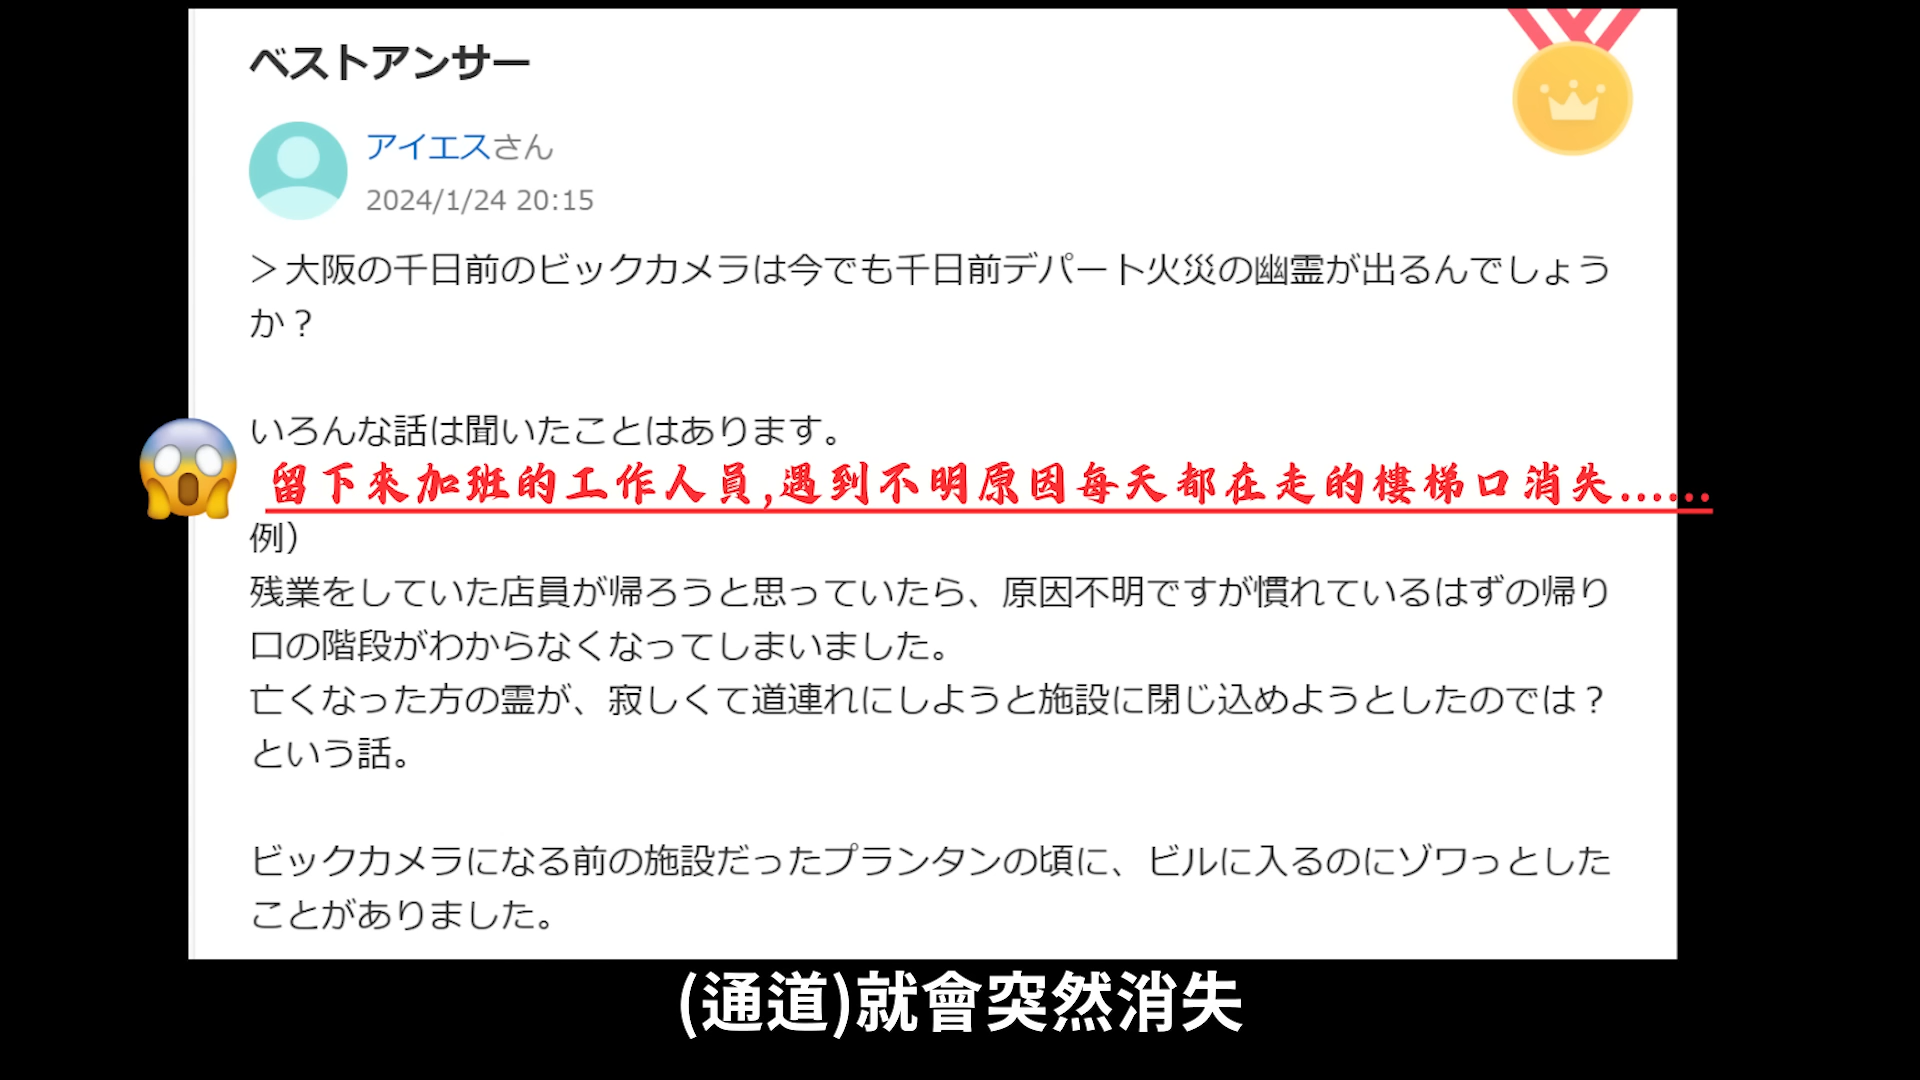 ベストアンサー
アイエスさん
2024/1/24 20:15
＞大阪の千日前のビックカメラは今でも千日前デパート火災の幽霊が出るんでしょう
か？
いろんな話は聞いたことはあります。
留下來加班的工作人員,遇到不明原因每天都在走的樓梯口消失......
例）
残業をしていた店員が帰ろうと思っていたら、原因不明ですが慣れているはずの帰り
口の階段がわからなくなってしまいました。
亡くなった方の霊が、寂しくて道連れにしようと施設に閉じ込めようとしたのでは？
という話。
ビックカメラになる前の施設だったプランタンの頃に、ビルに入るのにゾワっとした
ことがありました。
(通道)就會突然消失